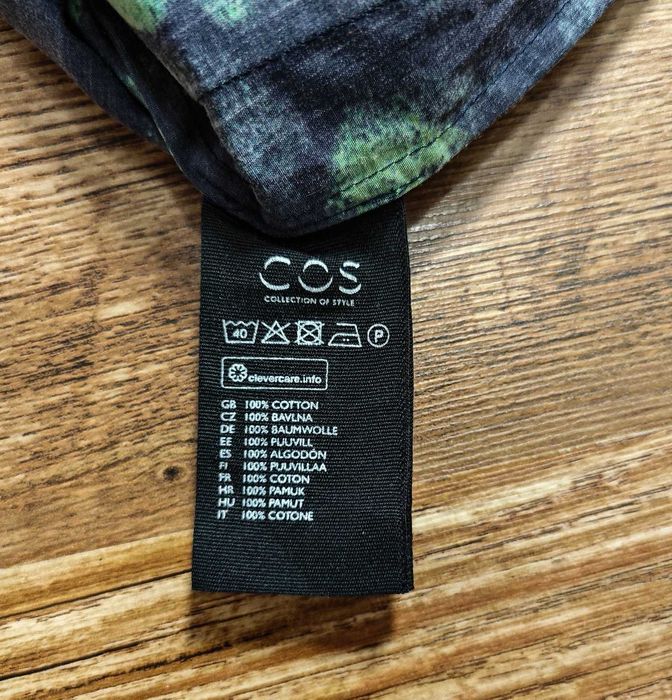 COS
COLLECTION OF STYLE
40 P
clevercare.info
GB 100% COTTON
CZ 100% BAVLNA
DE 100% BAUMWOLLE
EE 100% PUUVILL
ES 100% ALGODÓN
FI 100% PUUVILLAA
FR 100% COTON
HR 100% PAMUK
HU 100% PAMUT
IT 100% COTONE